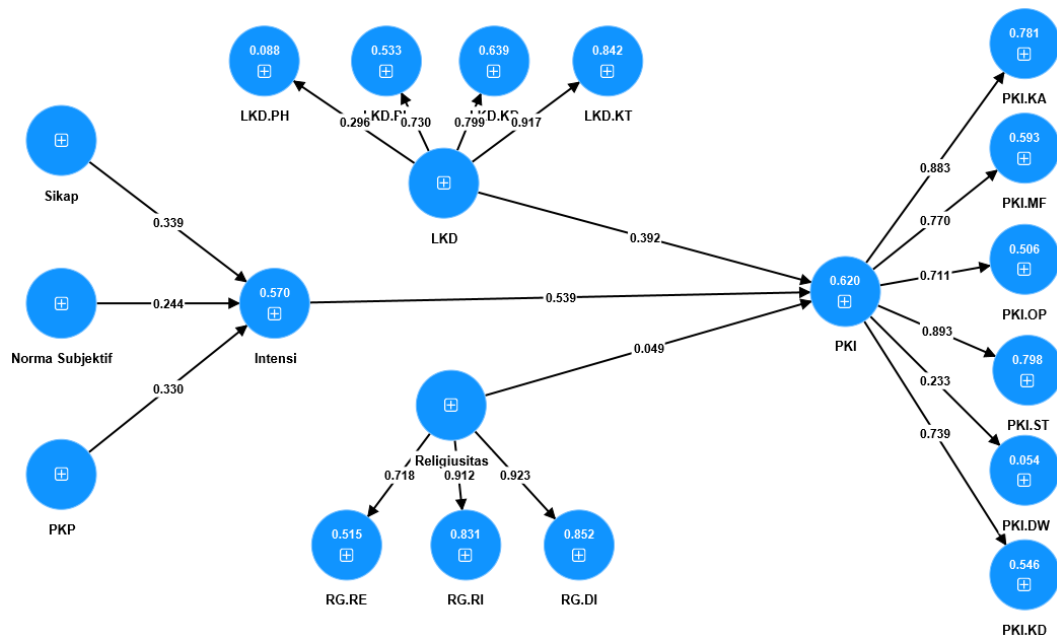 0.088
0.533
0.639
0.842
LKD.PH
LKD.KT
0.296
0.730
0.799
0.917
LKD
Sikap
0.339
Norma Subjektif
0.244
0.570
Intensi
PKP
0.330
0.392
0.539
0.049
0.620
PKI
Religiusitas
0.718
0.912
0.923
0.515
0.831
0.852
RG.RE
RG.RI
RG.DI
0.883
0.770
0.711
0.893
0.233
0.739
0.781
PKI.KA
0.593
PKI.MF
0.506
PKI.OP
0.798
PKI.ST
0.054
PKI.DW
0.546
PKI.KD